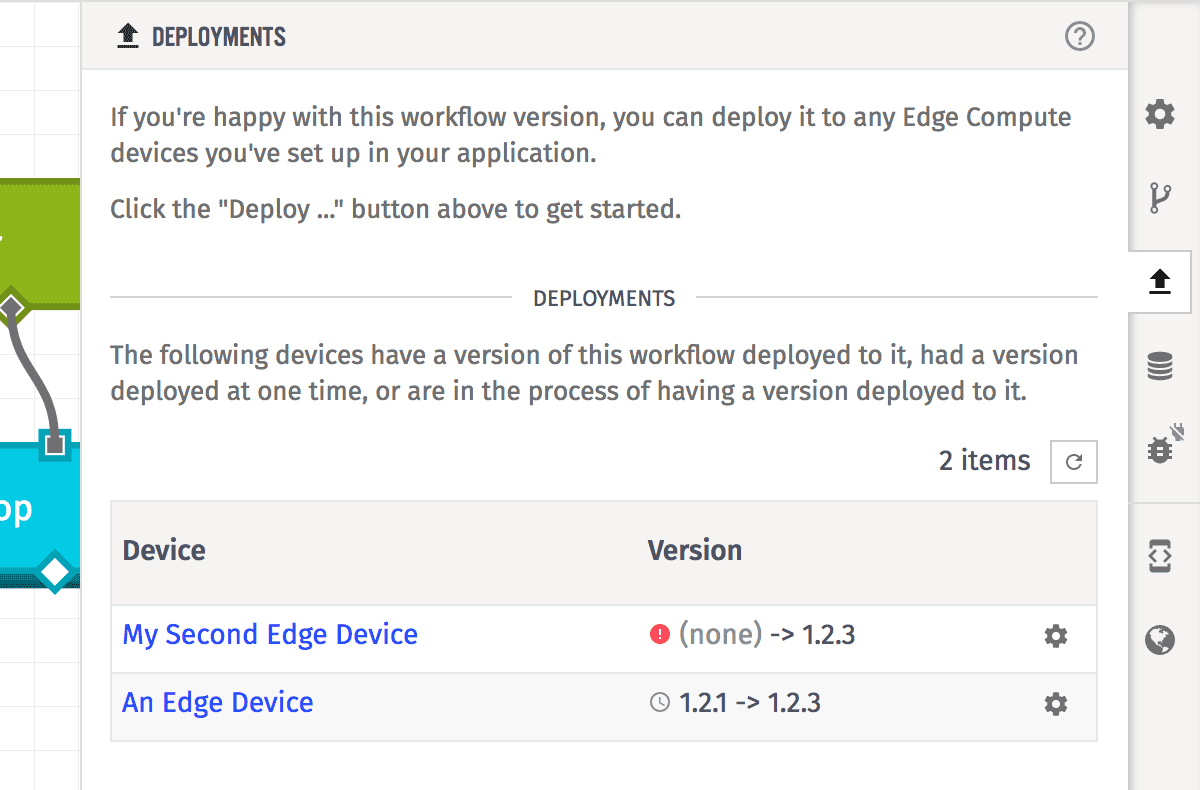 DEPLOYMENTS
If you're happy with this workflow version, you can deploy it to any Edge Compute
devices you've set up in your application.
Click the "Deploy ..." button above to get started.
DEPLOYMENTS
The following devices have a version of this workflow deployed to it, had a version
deployed at one time, or are in the process of having a version deployed to it.
2 items
Device Version
My Second Edge Device (none) -> 1.2.3
An Edge Device 1.2.1 -> 1.2.3